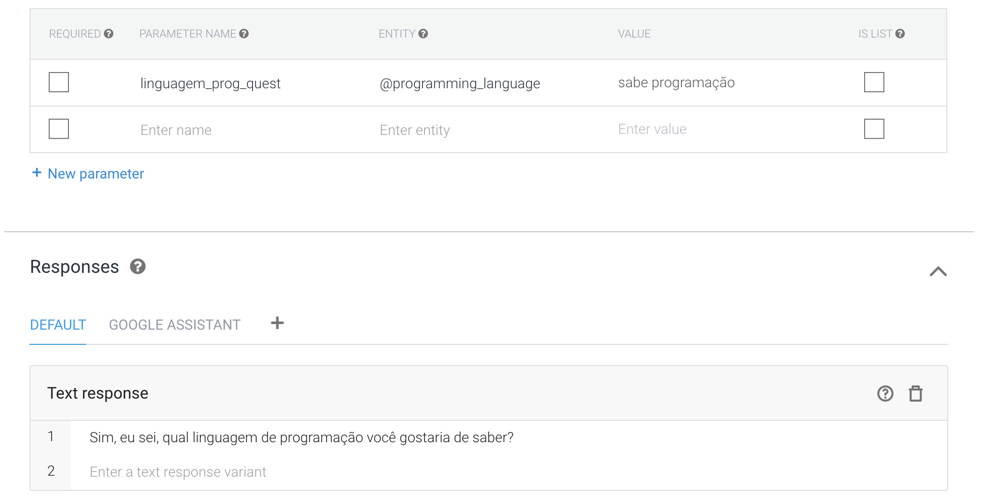 REQUIRED PARAMETER NAME ENTITY VALUE IS LIST
linguagem_prog_quest @programming_language sabe programação
Enter name Enter entity Enter value
+ New parameter
Responses
DEFAULT GOOGLE ASSISTANT +
Text response
1 Sim, eu sei, qual linguagem de programação você gostaria de saber?
2 Enter a text response variant